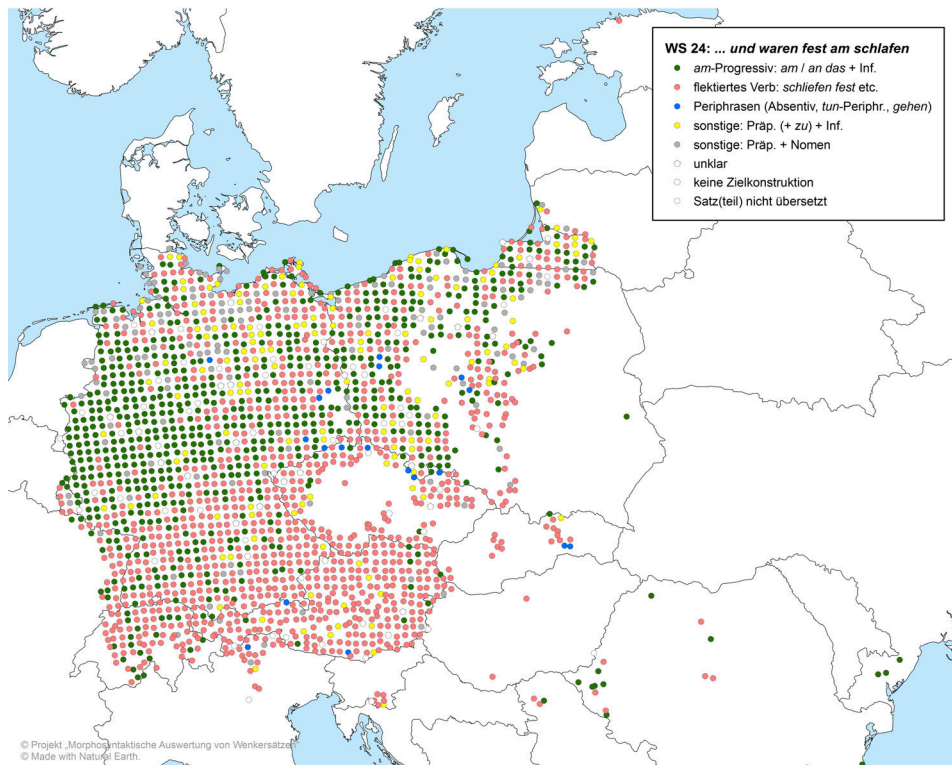 WS 24: ... und waren fest am schlafen
am-Progressiv: am / an das + Inf.
flektiertes Verb: schliefen fest etc.
Periphrasen (Absentiv, tun-Periphr., gehen)
sonstige: Präp. (+ zu) + Inf.
sonstige: Präp. + Nomen
unklar
keine Zielkonstruktion
Satz(teil) nicht übersetzt
© Projekt „Morphosyntaktische Auswertung von Wenkersätzen
© Made with Natural Earth.